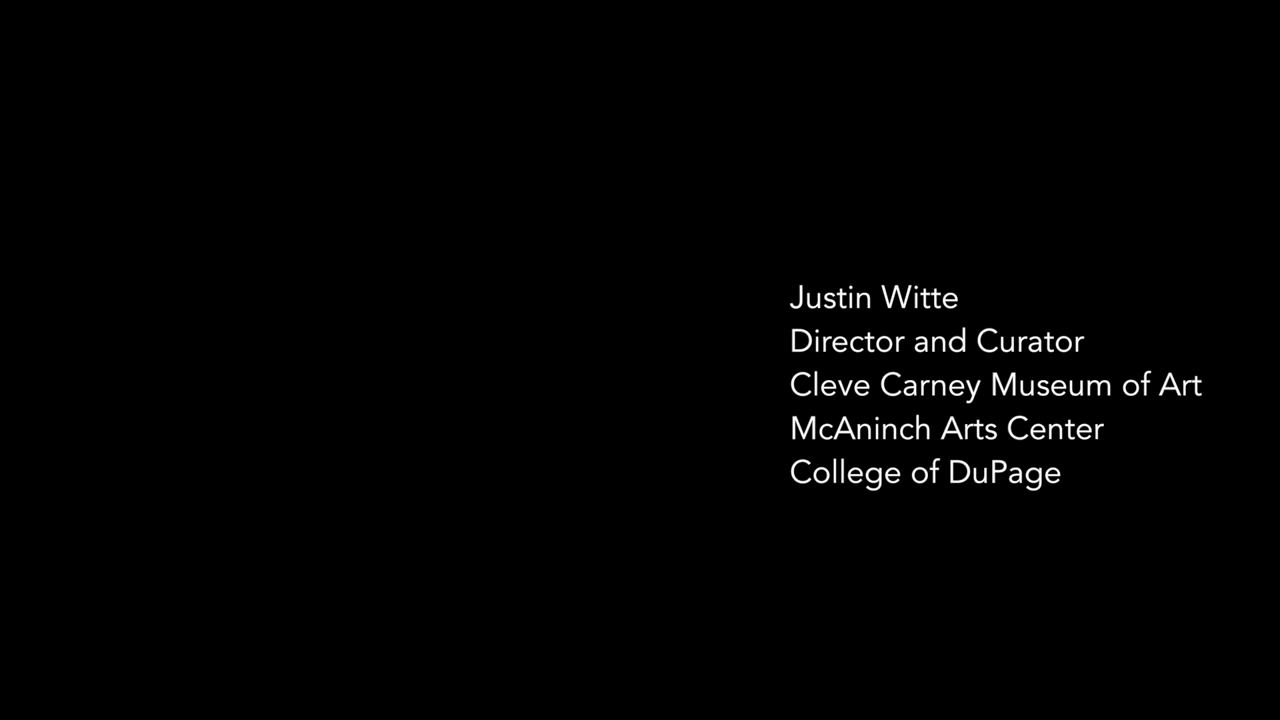 Justin Witte
Director and Curator
Cleve Carney Museum of Art
McAninch Arts Center
College of DuPage